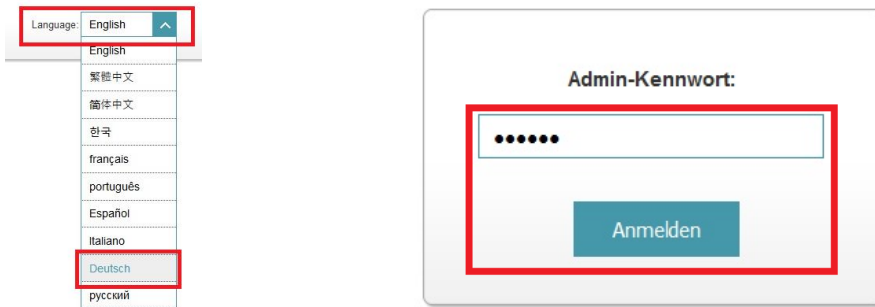 Language: English
English
繁體中文
简体中文
한국
français
português
Español
Italiano
Deutsch
русский
Admin-Kennwort:
••••••
Anmelden